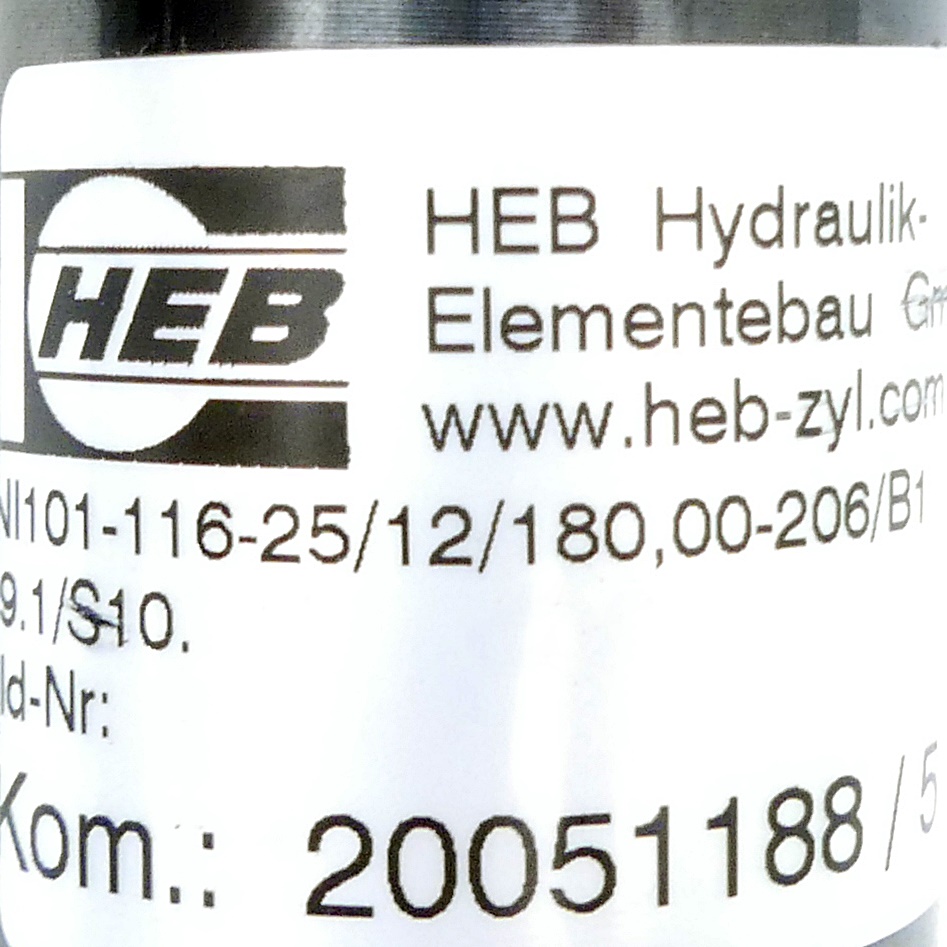 HEB
HEB Hydraulik-
Elementebau
www.heb-zyl.com
NI101-116-25/12/180,00-206/B1
9.1/S10.
Id-Nr:
Kom.: 20051188/5